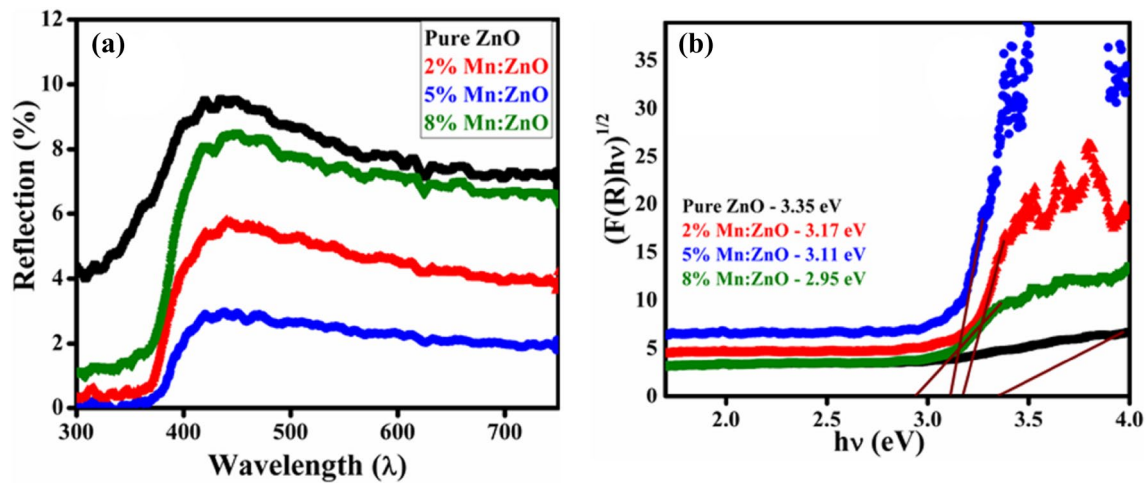 (a)
Pure ZnO
2% Mn:ZnO
5% Mn:ZnO
8% Mn:ZnO
12
10
8
6
4
2
0
Reflection (%)
300 400 500 600 700
Wavelength (λ)
(b)
35
30
25
20
15
10
5
0
(F(R)hν)1/2
Pure ZnO - 3.35 eV
2% Mn:ZnO - 3.17 eV
5% Mn:ZnO - 3.11 eV
8% Mn:ZnO - 2.95 eV
2.0 2.5 3.0 3.5 4.0
hν (eV)